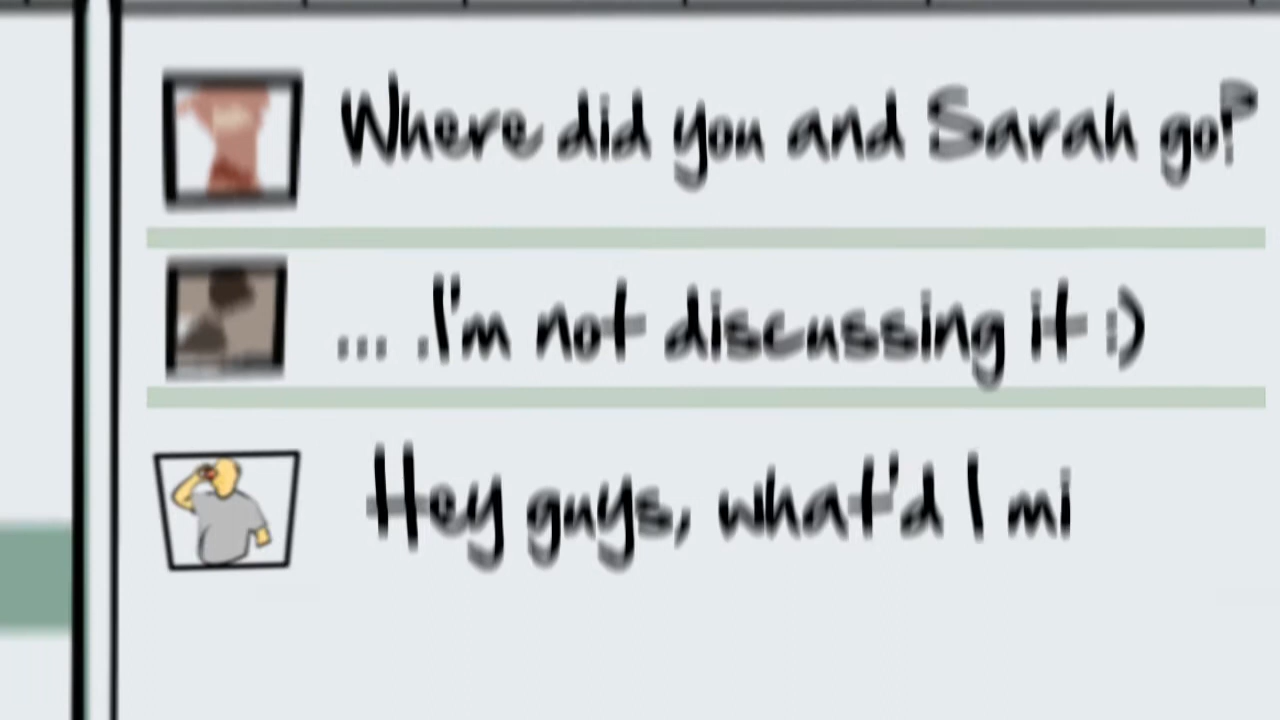 Where did you and Sarah go?
... .I'm not discussing it :)
Hey guys, what'd I mi